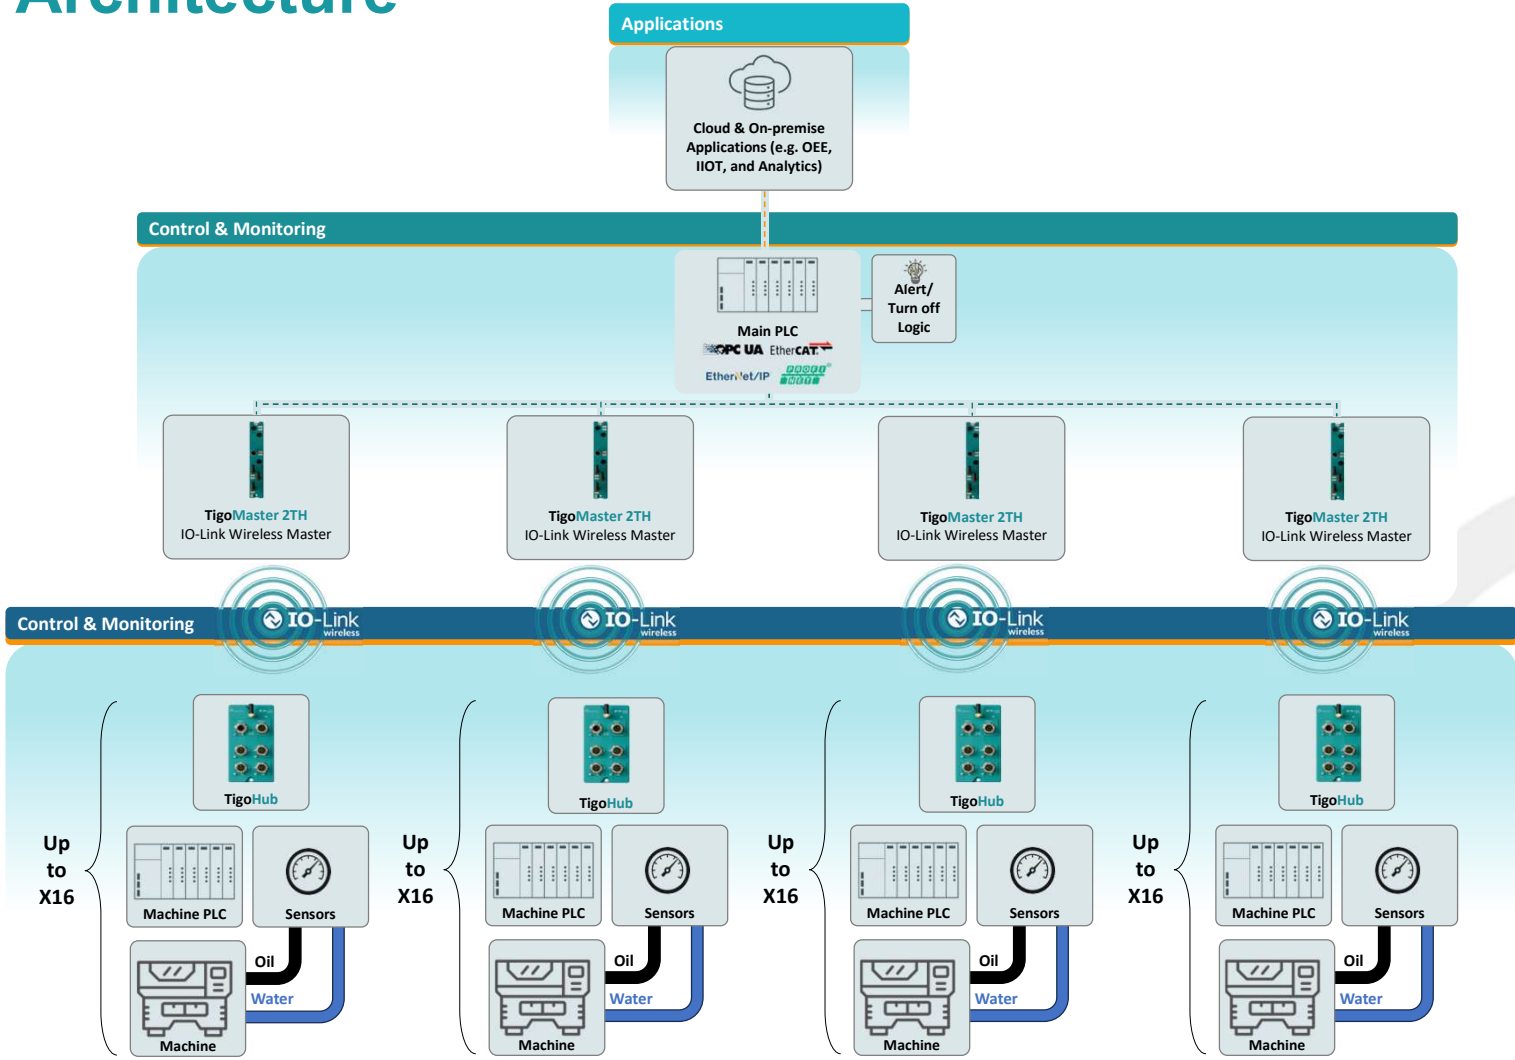 Architecture
Applications
Cloud & On-premise
Applications (e.g. OEE,
IIOT, and Analytics)
Control & Monitoring
Alert/
Turn off
Logic
Main PLC
OPC UA EtherCAT
EtherNet/IP PROFI
NET
TigoMaster 2TH
IO-Link Wireless Master
TigoMaster 2TH
IO-Link Wireless Master
TigoMaster 2TH
IO-Link Wireless Master
TigoMaster 2TH
IO-Link Wireless Master
Control & Monitoring
IO-Link
wireless
IO-Link
wireless
IO-Link
wireless
IO-Link
wireless
TigoHub
TigoHub
TigoHub
TigoHub
Up
to
X16
Machine PLC
Sensors
Oil
Water
Machine
Up
to
X16
Machine PLC
Sensors
Oil
Water
Machine
Up
to
X16
Machine PLC
Sensors
Oil
Water
Machine
Up
to
X16
Machine PLC
Sensors
Oil
Water
Machine